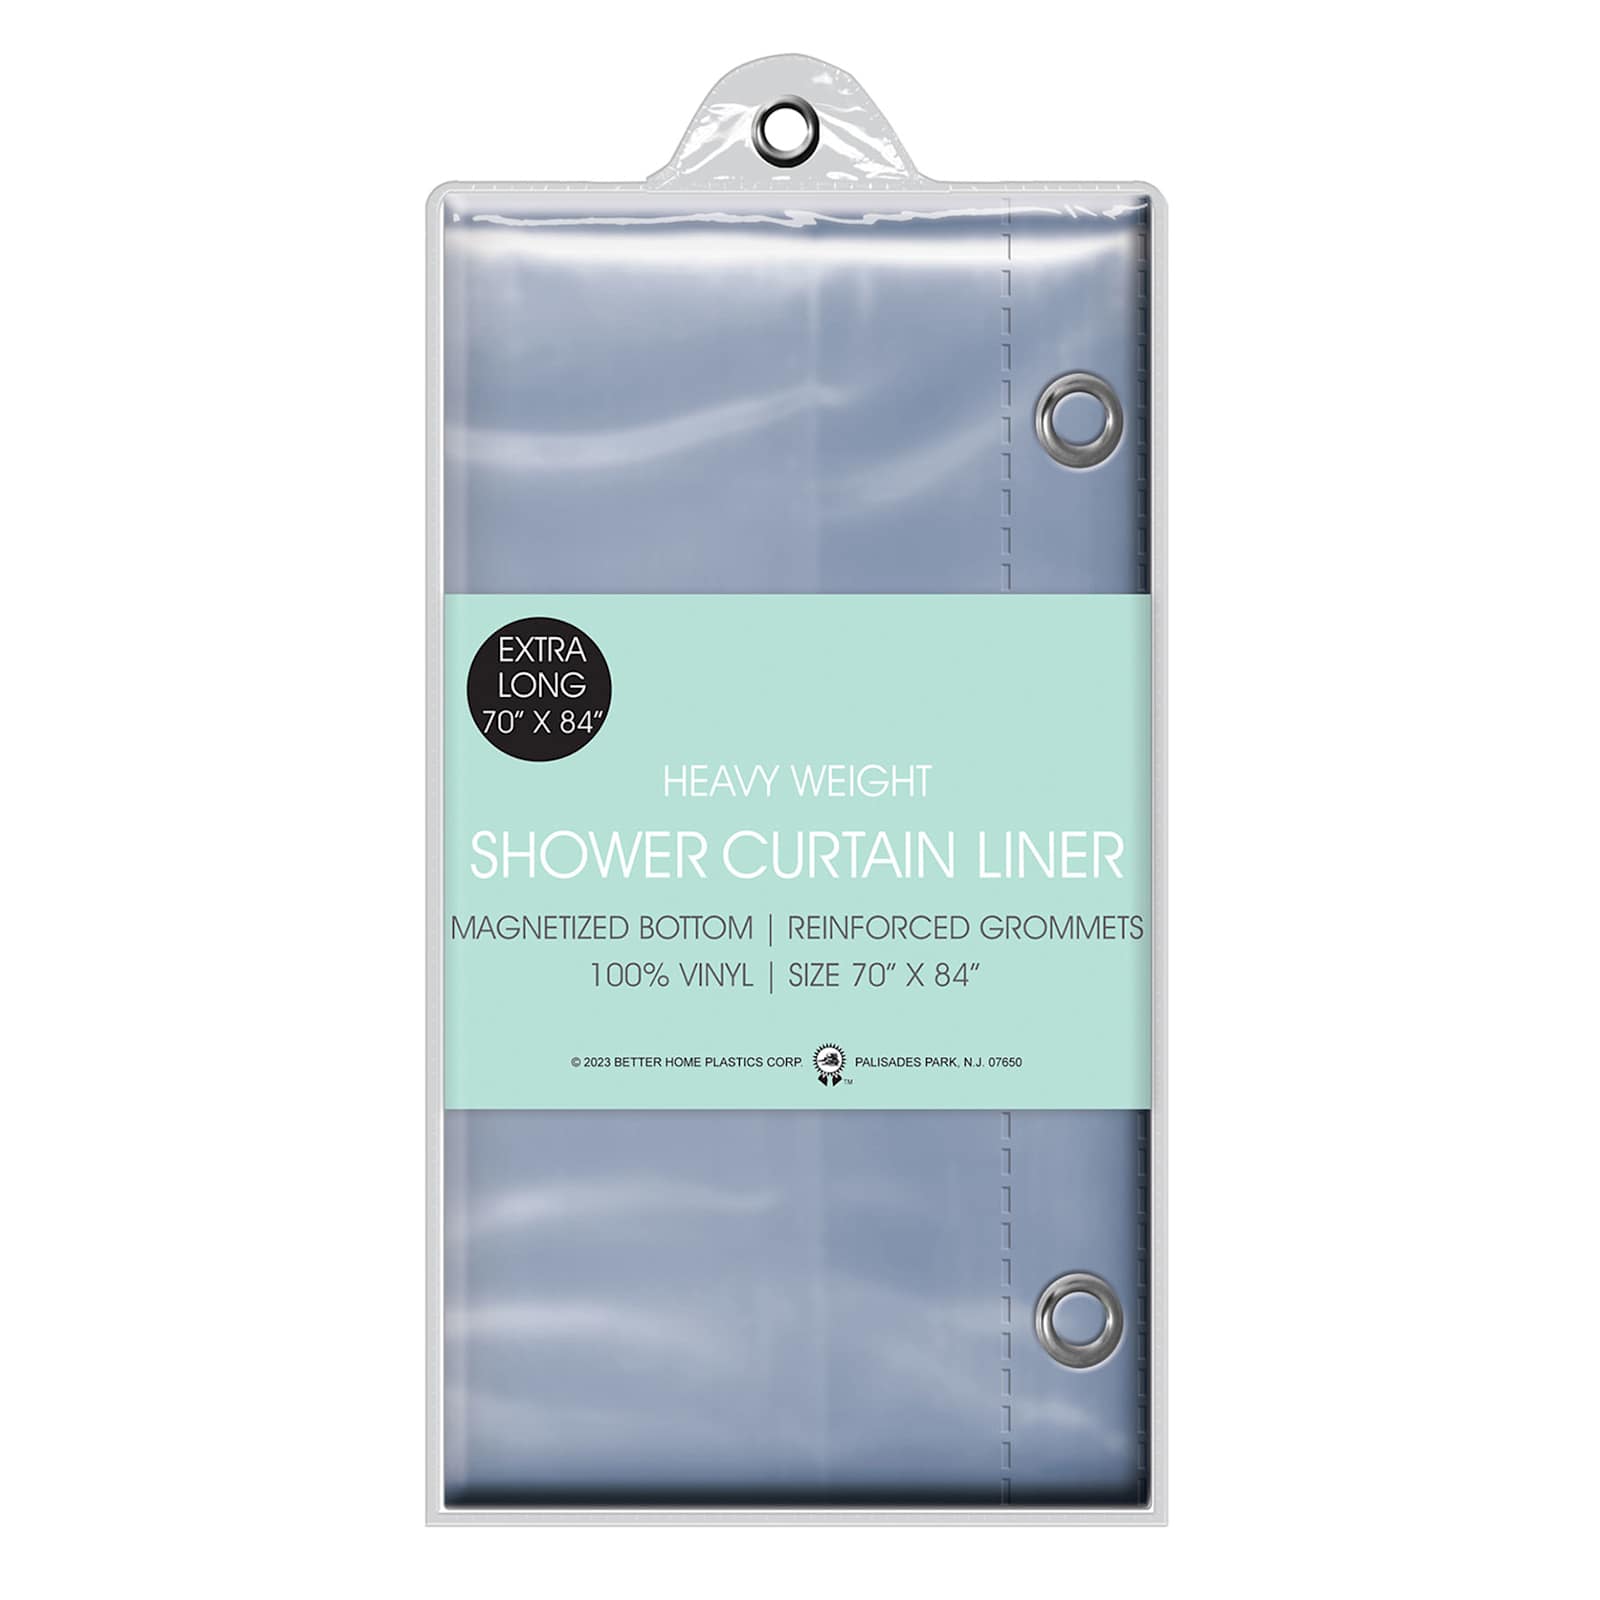 EXTRA
LONG
70" X 84"
HEAVY WEIGHT
SHOWER CURTAIN LINER
MAGNETIZED BOTTOM | REINFORCED GROMMETS
100% VINYL | SIZE 70" X 84"
© 2023 BETTER HOME PLASTICS CORP. TM PALISADES PARK, N.J. 07650